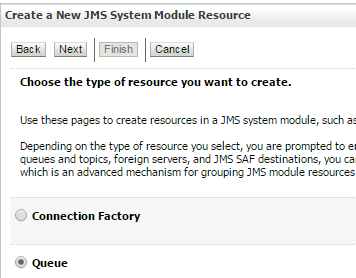 Create a New JMS System Module Resource
Back Next Finish Cancel
Choose the type of resource you want to create.
Use these pages to create resources in a JMS system module, such as
Depending on the type of resource you select, you are prompted to
queues and topics, foreign servers, and JMS SAF destinations, you
which is an advanced mechanism for grouping JMS module resources
Connection Factory
Queue